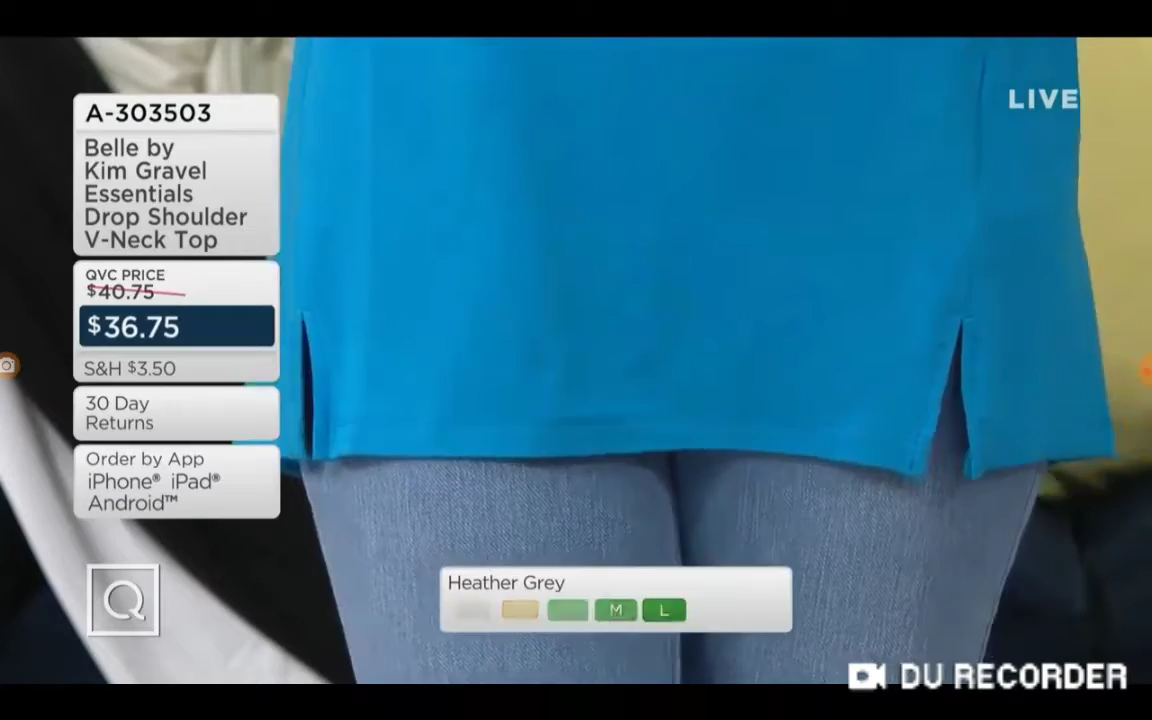 A-303503
Belle by
Kim Gravel
Essentials
Drop Shoulder
V-Neck Top
QVC PRICE
$40.75
$36.75
S&H $3.50
30 Day
Returns
Order by App
iPhone® iPad®
Android™
LIVE
Q
Heather Grey
M L
DU RECORDER